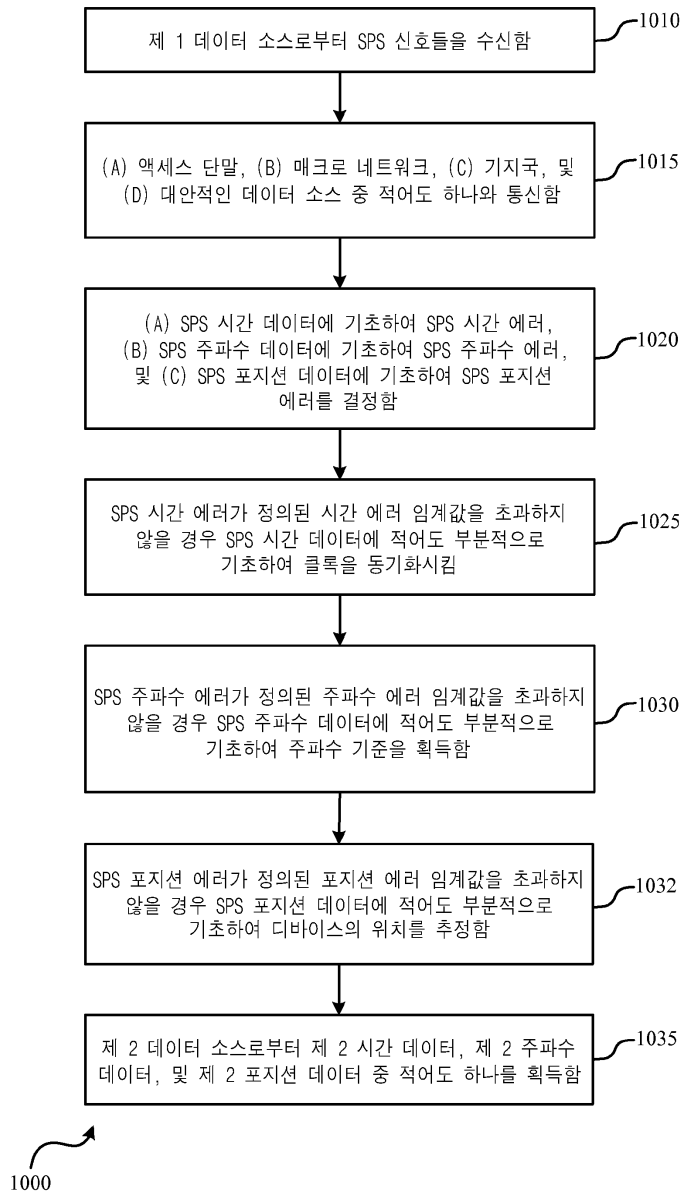 제 1 데이터 소스로부터 SPS 신호들을 수신함
1010
(A) 액세스 단말, (B) 매크로 네트워크, (C) 기지국, 및
(D) 대안적인 데이터 소스 중 적어도 하나와 통신함
1015
(A) SPS 시간 데이터에 기초하여 SPS 시간 에러,
(B) SPS 주파수 데이터에 기초하여 SPS 주파수 에러,
및 (C) SPS 포지션 데이터에 기초하여 SPS 포지션
에러를 결정함
1020
SPS 시간 에러가 정의된 시간 에러 임계값을 초과하지
않을 경우 SPS 시간 데이터에 적어도 부분적으로
기초하여 클록을 동기화시킴
1025
SPS 주파수 에러가 정의된 주파수 에러 임계값을 초과하지
않을 경우 SPS 주파수 데이터에 적어도 부분적으로
기초하여 주파수 기준을 획득함
1030
SPS 포지션 에러가 정의된 포지션 에러 임계값을 초과하지
않을 경우 SPS 포지션 데이터에 적어도 부분적으로
기초하여 디바이스의 위치를 추정함
1032
제 2 데이터 소스로부터 제 2 시간 데이터, 제 2 주파수
데이터, 및 제 2 포지션 데이터 중 적어도 하나를 획득함
1035
1000